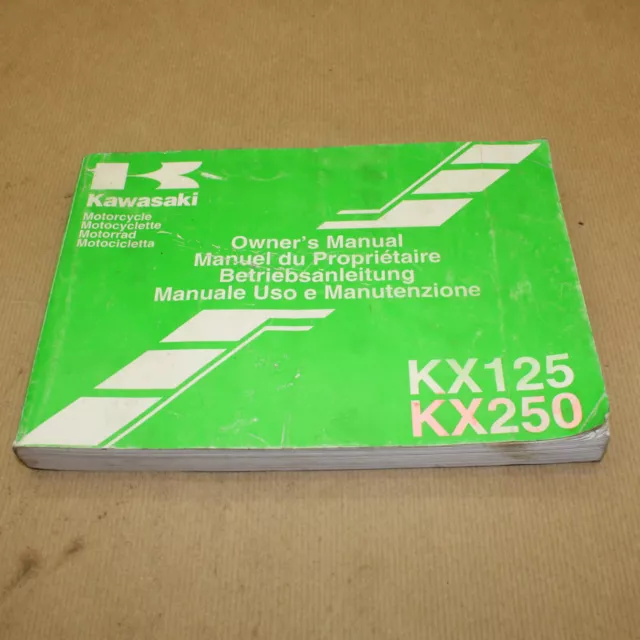 Kawasaki
Motorcycle
Motocyclette
Motorrad
Motocicletta
Owner's Manual
Manuel du Propriétaire
Betriebsanleitung
Manuale Uso e Manutenzione
KX125
KX250